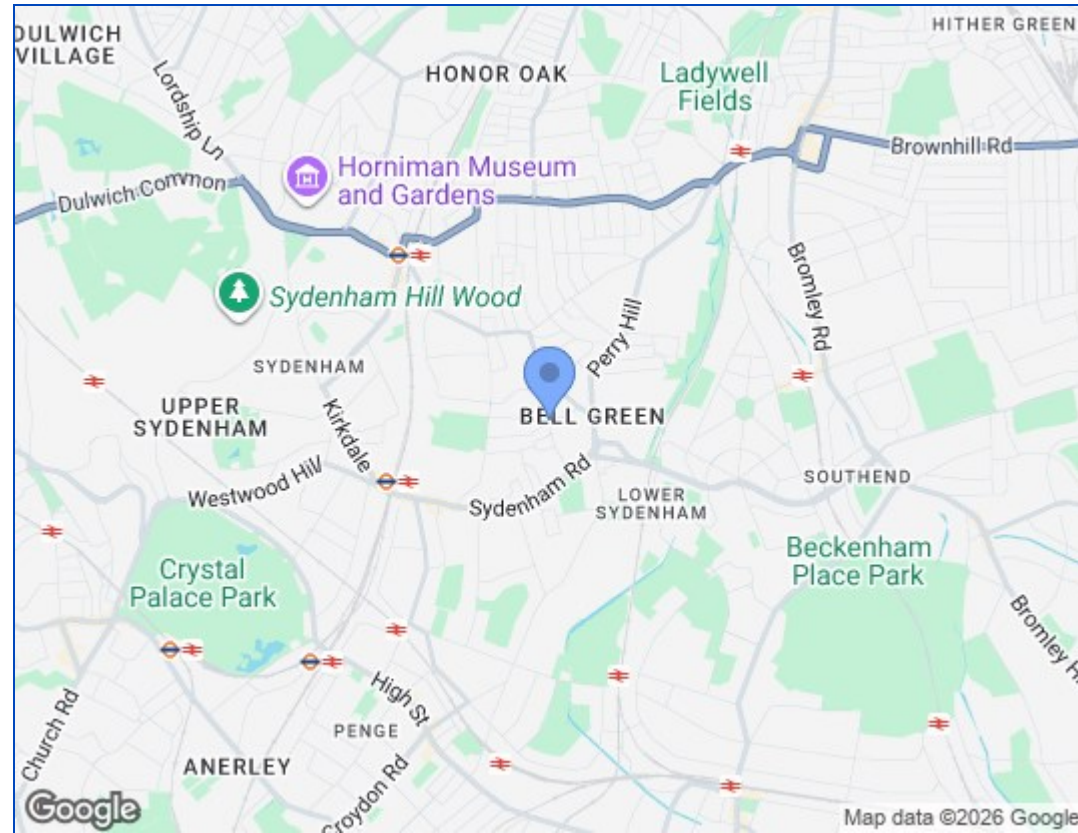 DULWICH
VILLAGE
HITHER GREEN
HONOR OAK
Ladywell
Fields
Lordship Ln
Brownhill Rd
Horniman Museum
and Gardens
Dulwich Common
Bromley Rd
Sydenham Hill Wood
Perry Hill
SYDENHAM
UPPER
SYDENHAM
Kirkdale
BELL GREEN
Westwood Hill
Sydenham Rd
SOUTHEND
LOWER
SYDENHAM
Crystal
Palace Park
Beckenham
Place Park
Bromley H
High St
Church Rd
PENGE
ANERLEY
Croydon Rd
Google
Map data ©2026 Google